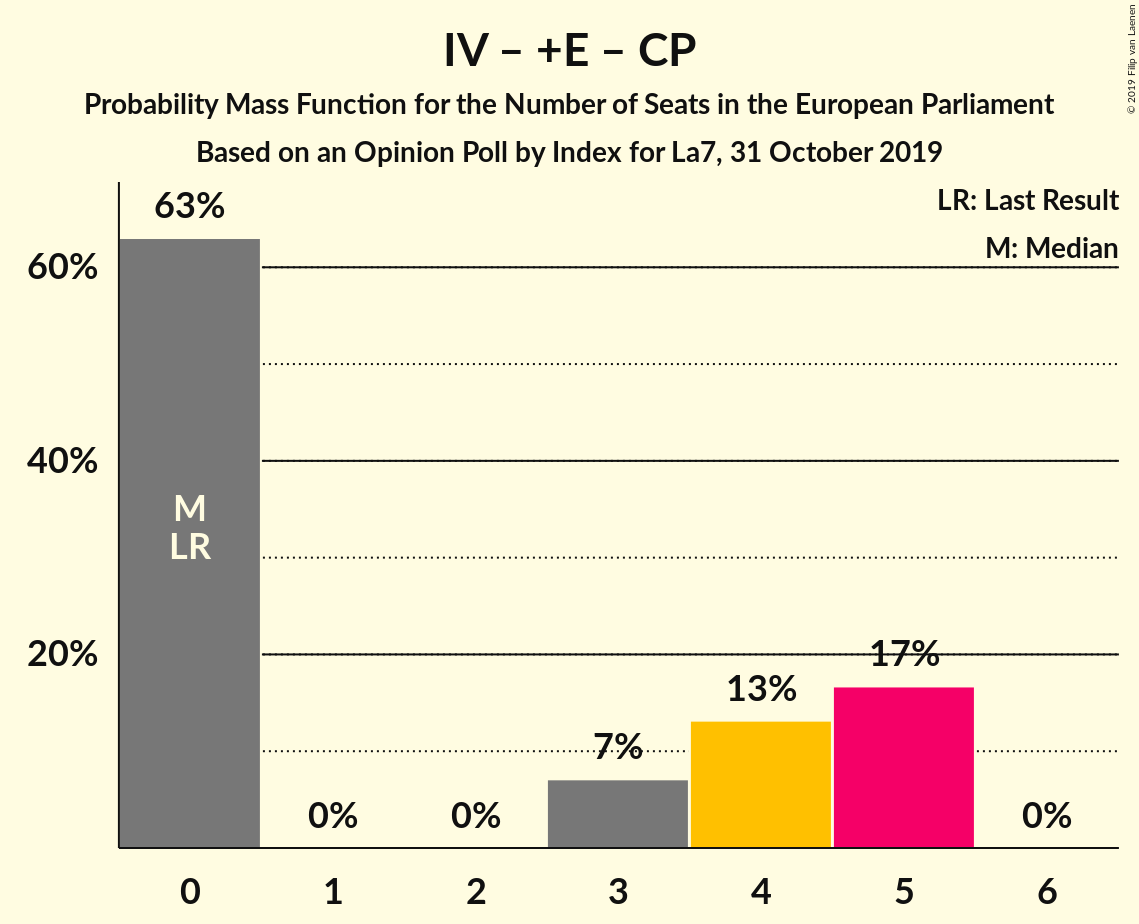 IV – +E – CP
Probability Mass Function for the Number of Seats in the European Parliament
Based on an Opinion Poll by Index for La7, 31 October 2019
© 2019 Filip van Laenen
LR: Last Result
M: Median
63%
60%
40%
20%
M
LR
0%
0%
7%
13%
17%
0%
0
1
2
3
4
5
6